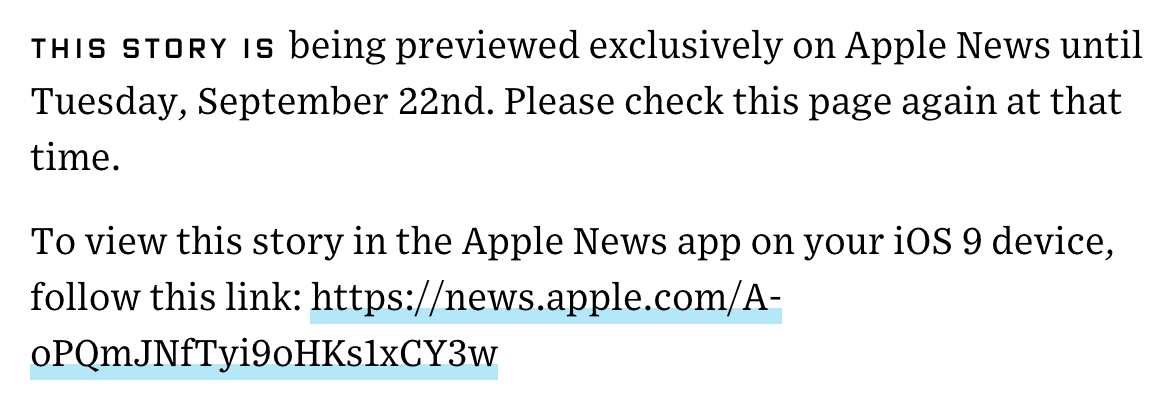 THIS STORY IS being previewed exclusively on Apple News until
Tuesday, September 22nd. Please check this page again at that
time.
To view this story in the Apple News app on your iOS 9 device,
follow this link: https://news.apple.com/A-
oPQmJNfTyi9oHKs1xCY3w